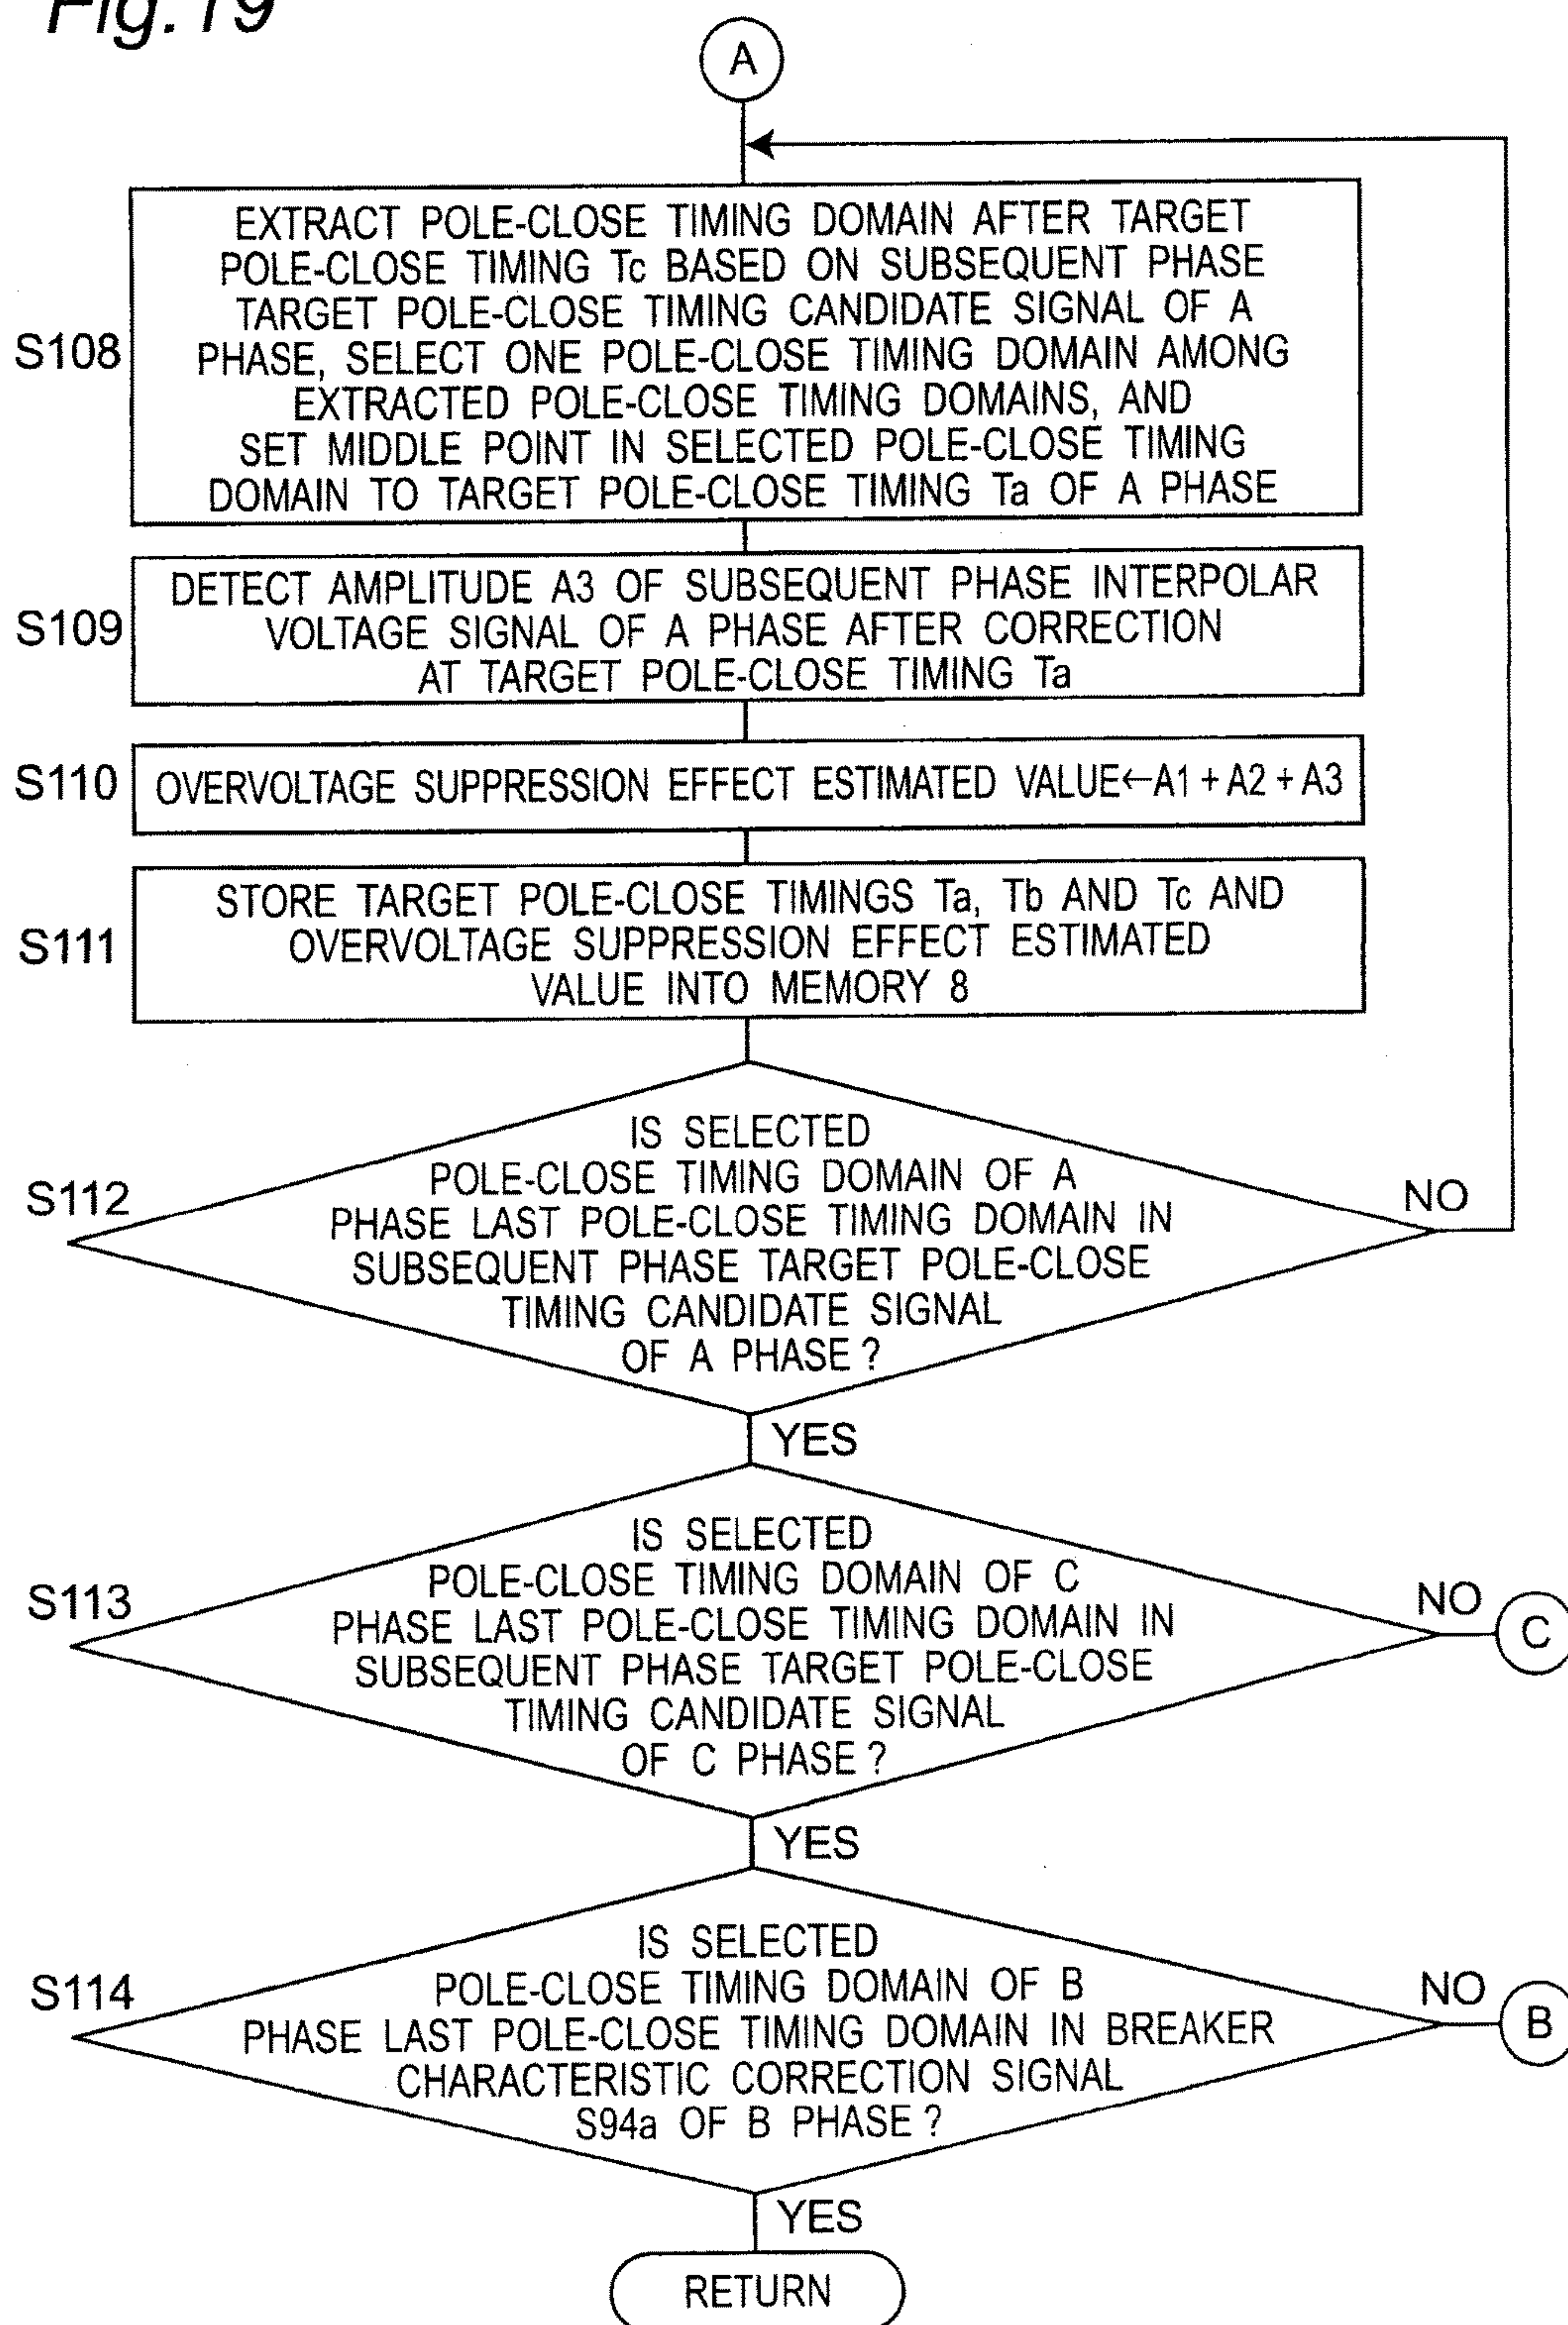 Fig. 19
A
S108
EXTRACT POLE-CLOSE TIMING DOMAIN AFTER TARGET
POLE-CLOSE TIMING Tc BASED ON SUBSEQUENT PHASE
TARGET POLE-CLOSE TIMING CANDIDATE SIGNAL OF A
PHASE, SELECT ONE POLE-CLOSE TIMING DOMAIN AMONG
EXTRACTED POLE-CLOSE TIMING DOMAINS, AND
SET MIDDLE POINT IN SELECTED POLE-CLOSE TIMING
DOMAIN TO TARGET POLE-CLOSE TIMING Ta OF A PHASE
S109
DETECT AMPLITUDE A3 OF SUBSEQUENT PHASE INTERPOLAR
VOLTAGE SIGNAL OF A PHASE AFTER CORRECTION
AT TARGET POLE-CLOSE TIMING Ta
S110
OVERVOLTAGE SUPPRESSION EFFECT ESTIMATED VALUE←A1 + A2 + A3
S111
STORE TARGET POLE-CLOSE TIMINGS Ta, Tb AND Tc AND
OVERVOLTAGE SUPPRESSION EFFECT ESTIMATED
VALUE INTO MEMORY 8
S112
IS SELECTED
POLE-CLOSE TIMING DOMAIN OF A
PHASE LAST POLE-CLOSE TIMING DOMAIN IN
SUBSEQUENT PHASE TARGET POLE-CLOSE
TIMING CANDIDATE SIGNAL
OF A PHASE ?
NO
YES
S113
IS SELECTED
POLE-CLOSE TIMING DOMAIN OF C
PHASE LAST POLE-CLOSE TIMING DOMAIN IN
SUBSEQUENT PHASE TARGET POLE-CLOSE
TIMING CANDIDATE SIGNAL
OF C PHASE ?
NO
C
YES
S114
IS SELECTED
POLE-CLOSE TIMING DOMAIN OF B
PHASE LAST POLE-CLOSE TIMING DOMAIN IN BREAKER
CHARACTERISTIC CORRECTION SIGNAL
S94a OF B PHASE ?
NO
B
YES
RETURN